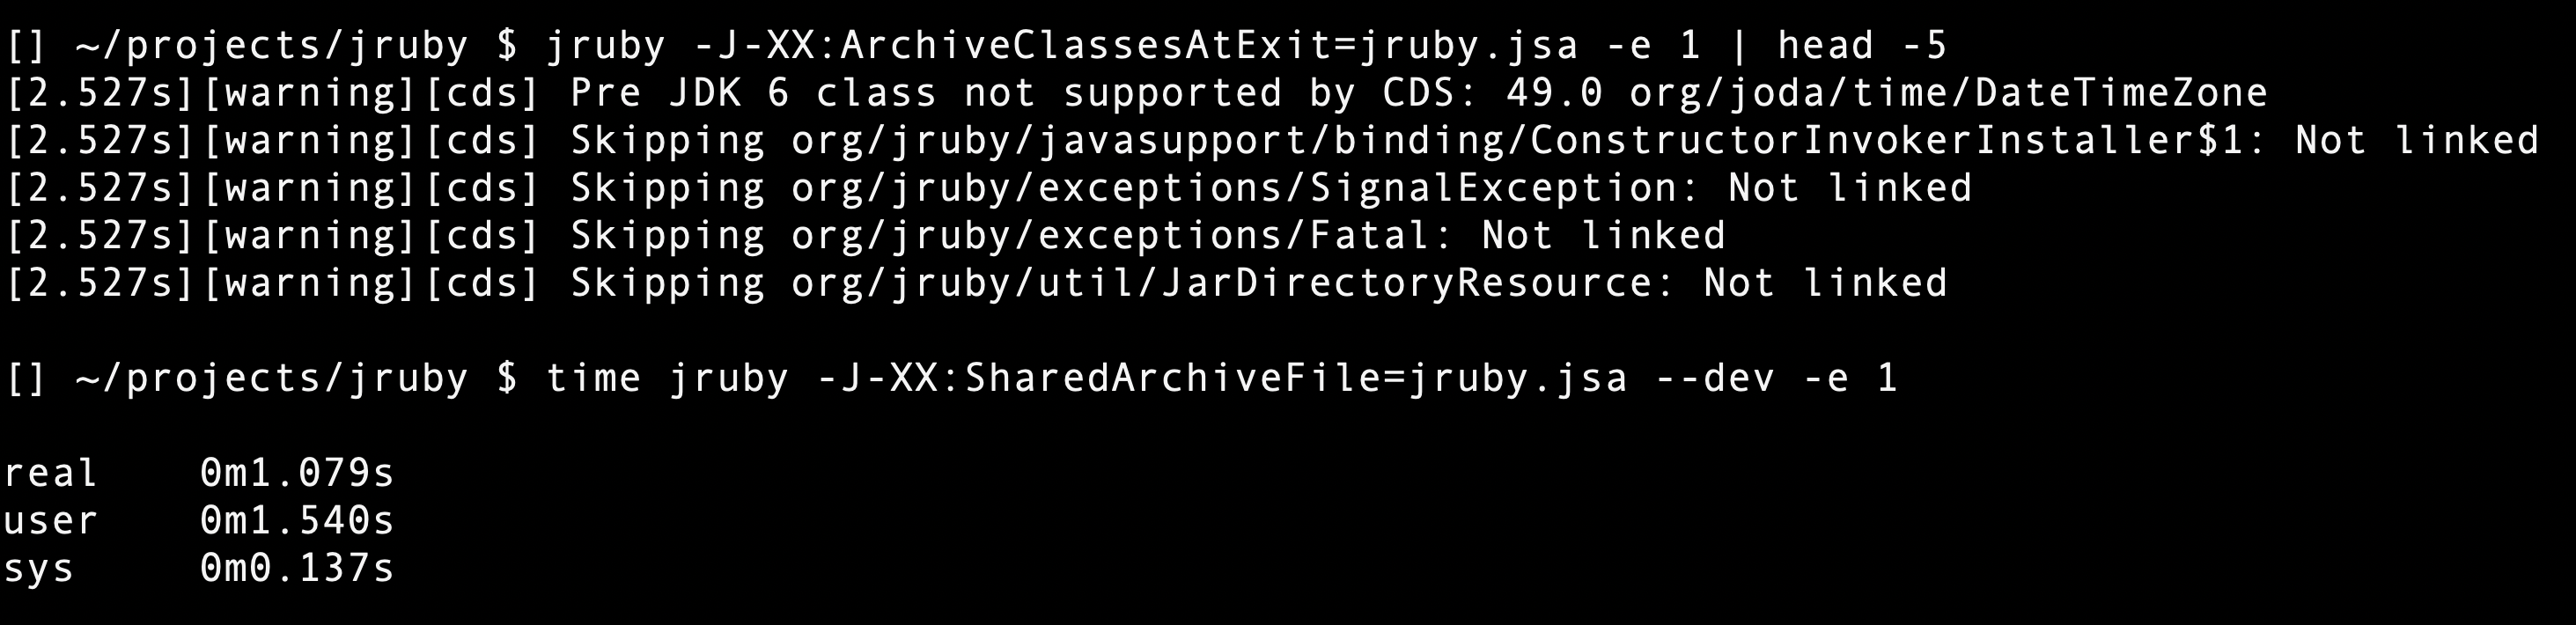 [] ~/projects/jruby $ jruby -J-XX:ArchiveClassesAtExit=jruby.jsa -e 1 | head -5
[2.527s][warning][cds] Pre JDK 6 class not supported by CDS: 49.0 org/joda/time/DateTimeZone
[2.527s][warning][cds] Skipping org/jruby/javasupport/binding/ConstructorInvokerInstaller$1: Not linked
[2.527s][warning][cds] Skipping org/jruby/exceptions/SignalException: Not linked
[2.527s][warning][cds] Skipping org/jruby/exceptions/Fatal: Not linked
[2.527s][warning][cds] Skipping org/jruby/util/JarDirectoryResource: Not linked
[] ~/projects/jruby $ time jruby -J-XX:SharedArchiveFile=jruby.jsa --dev -e 1
real 0m1.079s
user 0m1.540s
sys 0m0.137s